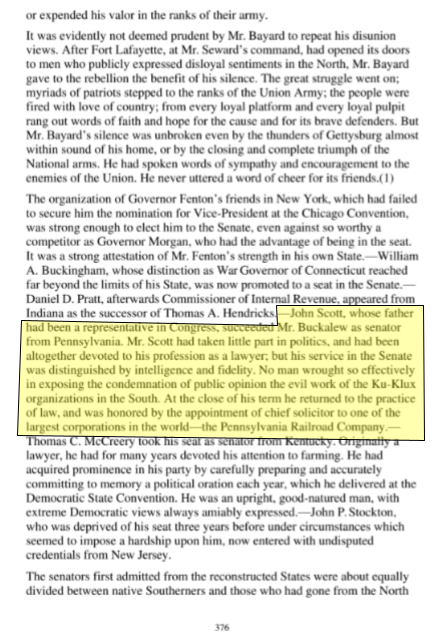 or expended his valor in the ranks of their army.
It was evidently not deemed prudent by Mr. Bayard to repeat his disunion
views. After Fort Lafayette, at Mr. Seward's command, had opened its doors
to men who publicly expressed disloyal sentiments in the North, Mr. Bayard
gave to the rebellion the benefit of his silence. The great struggle went on;
myriads of patriots stepped to the ranks of the Union Army; the people were
fired with love of country; from every loyal platform and every loyal pulpit
rang out words of faith and hope for the cause and for its brave defenders. But
Mr. Bayard's silence was unbroken even by the thunders of Gettysburg almost
within sound of his home, or by the closing and complete triumph of the
National arms. He had spoken words of sympathy and encouragement to the
enemies of the Union. He never uttered a word of cheer for its friends.(1)
The organization of Governor Fenton's friends in New York, which had failed
to secure him the nomination for Vice-President at the Chicago Convention,
was strong enough to elect him to the Senate, even against so worthy a
competitor as Governor Morgan, who had the advantage of being in the seat.
It was a strong attestation of Mr. Fenton's strength in his own State.—William
A. Buckingham, whose distinction as War Governor of Connecticut reached
far beyond the limits of his State, was now promoted to a seat in the Senate.—
Daniel D. Pratt, afterwards Commissioner of Internal Revenue, appeared from
Indiana as the successor of Thomas A. Hendricks.—John Scott, whose father
had been a representative in Congress, succeeded Mr. Buckalew as senator
from Pennsylvania. Mr. Scott had taken little part in politics, and had been
altogether devoted to his profession as a lawyer; but his service in the Senate
was distinguished by intelligence and fidelity. No man wrought so effectively
in exposing the condemnation of public opinion the evil work of the Ku-Klux
organizations in the South. At the close of his term he returned to the practice
of law, and was honored by the appointment of chief solicitor to one of the
largest corporations in the world—the Pennsylvania Railroad Company.—
Thomas C. McCreery took his seat as senator from Kentucky. Originally a
lawyer, he had for many years devoted his attention to farming. He had
acquired prominence in his party by carefully preparing and accurately
committing to memory a political oration each year, which he delivered at the
Democratic State Convention. He was an upright, good-natured man, with
extreme Democratic views always amiably expressed.—John P. Stockton,
who was deprived of his seat three years before under circumstances which
seemed to impose a hardship upon him, now entered with undisputed
credentials from New Jersey.
The senators first admitted from the reconstructed States were about equally
divided between native Southerners and those who had gone from the North
376